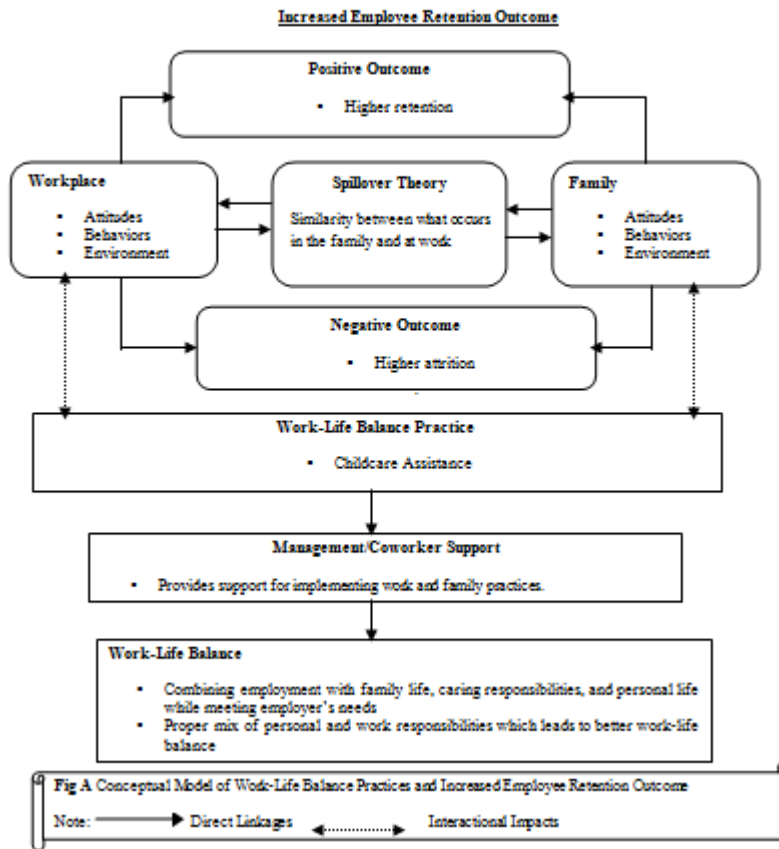 Increased Employee Retention Outcome
Positive Outcome
▪ Higher retention
Workplace
▪ Attitudes
▪ Behaviors
▪ Environment
Spillover Theory
Similarity between what occurs
in the family and at work
Family
▪ Attitudes
▪ Behaviors
▪ Environment
Negative Outcome
▪ Higher attrition
Work-Life Balance Practice
▪ Childcare Assistance
Management/Coworker Support
▪ Provides support for implementing work and family practices.
Work-Life Balance
▪ Combining employment with family life, caring responsibilities, and personal life
while meeting employer's needs
▪ Proper mix of personal and work responsibilities which leads to better work-life
balance
Fig A Conceptual Model of Work-Life Balance Practices and Increased Employee Retention Outcome
Note: Direct Linkages Interactional Impacts